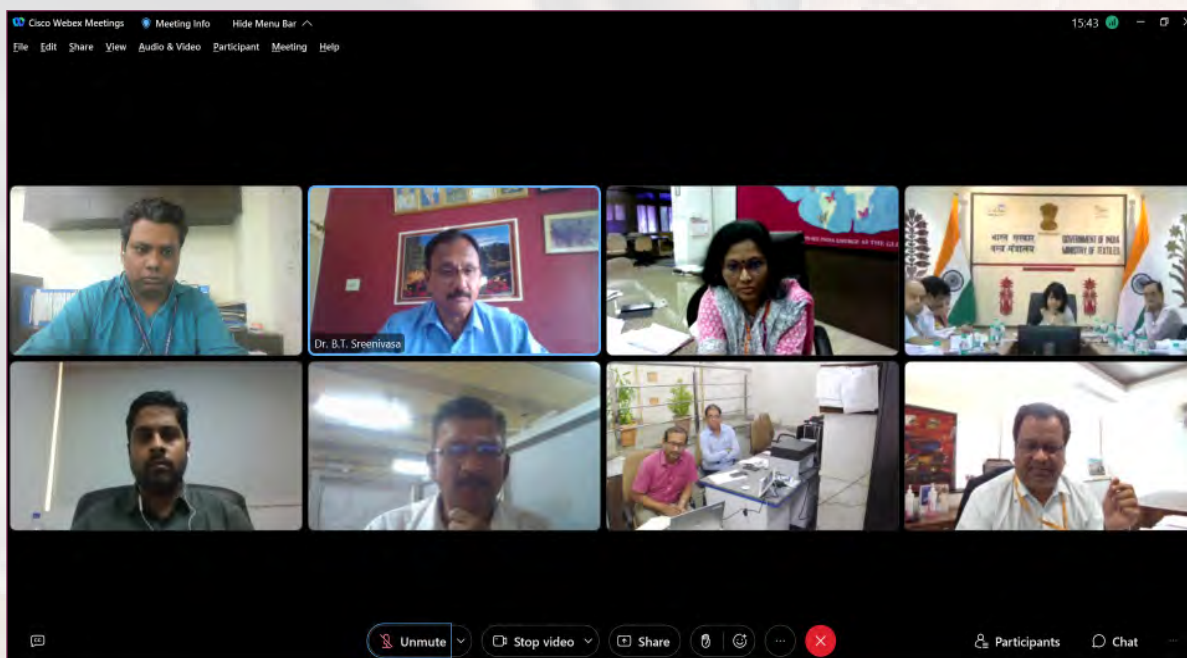 Cisco Webex Meetings Meeting Info Hide Menu Bar
15:43
File Edit Share View Audio & Video Participant Meeting Help
Dr. B.T. Sreenivasa
भारत सरकार
वस्त्र मंत्रालय
GOVERNMENT OF INDIA
MINISTRY OF TEXTILES
Unmute Stop video Share
Participants Chat